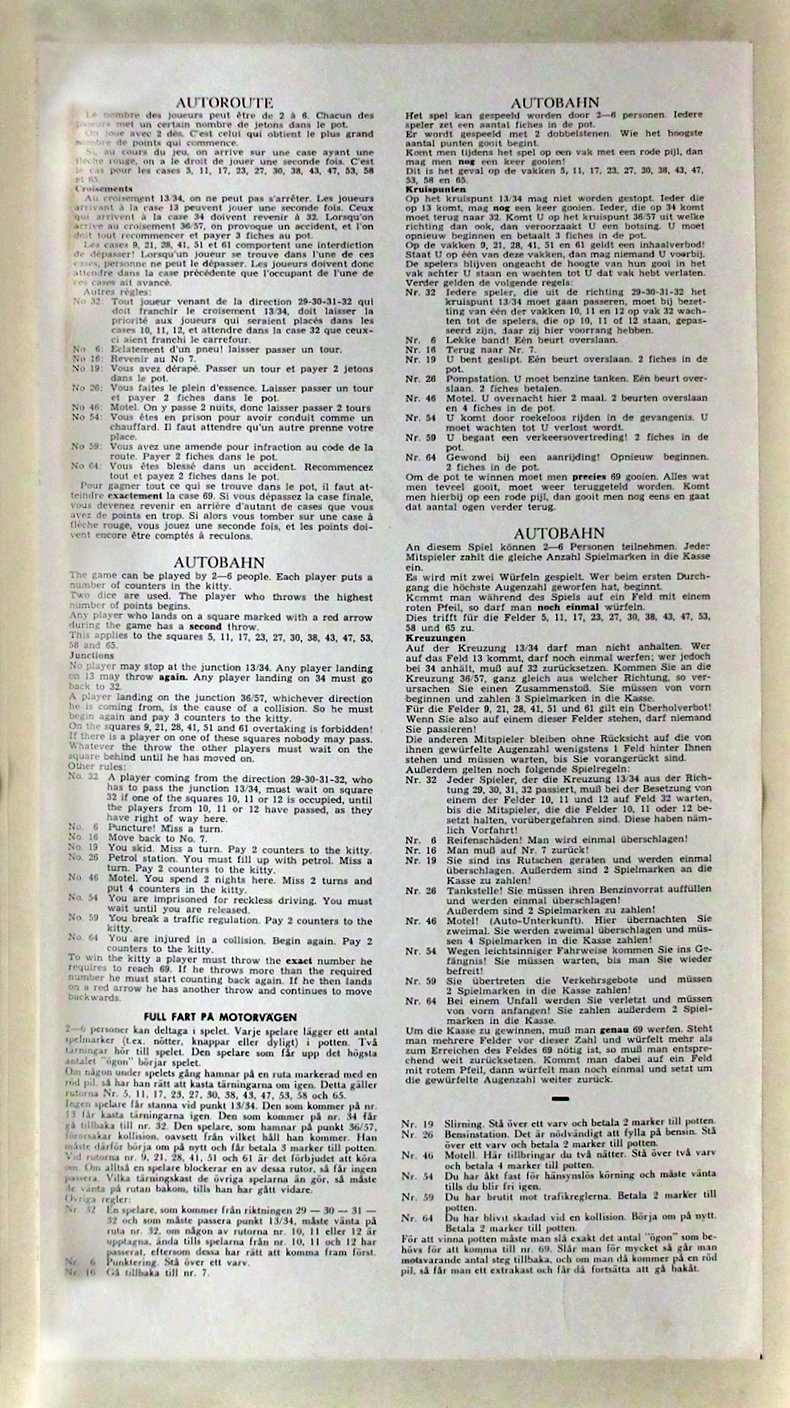 AUTOROUTE
Le nombre des joueurs peut être de 2 à 6. Chacun des
joueurs met un certain nombre de jetons dans le pot.
On joue avec 2 dés. C'est celui qui obtient le plus grand
nombre de points qui commence.
Si, au cours du jeu, on arrive sur une case ayant une
flèche rouge, on a le droit de jouer une seconde fois. C'est
le cas pour les cases 5, 11, 17, 23, 27, 30, 38, 43, 47, 53, 58
et 65.
Croisements
Au croisement 13/34, on ne peut pas s'arrêter. Les joueurs
arrivant à la case 13 peuvent jouer une seconde fois. Ceux
qui arrivent à la case 34 doivent revenir à 32. Lorsqu'on
arrive au croisement 36/57, on provoque un accident, et l'on
doit tout recommencer et payer 3 fiches au pot.
Les cases 9, 21, 28, 41, 51 et 61 comportent une interdiction
de dépasser! Lorsqu'un joueur se trouve dans l'une de ces
cases, personne ne peut le dépasser. Les joueurs doivent donc
attendre dans la case précédente que l'occupant de l'une de
ces cases ait avancé.
Autres règles:
No 32: Tout joueur venant de la direction 29-30-31-32 qui
doit franchir le croisement 13/34, doit laisser la
priorité aux joueurs qui seraient placés dans les
cases 10, 11, 12, et attendre dans la case 32 que ceux-
ci aient franchi le carrefour.
No 6: Eclatement d'un pneu! laisser passer un tour.
No 16: Revenir au No 7.
No 19: Vous avez dérapé. Passer un tour et payer 2 jetons
dans le pot.
No 26: Vous faites le plein d'essence. Laisser passer un tour
et payer 2 fiches dans le pot.
No 46: Motel. On y passe 2 nuits, donc laisser passer 2 tours
No 54: Vous êtes en prison pour avoir conduit comme un
chauffard. Il faut attendre qu'un autre prenne votre
place.
No 59: Vous avez une amende pour infraction au code de la
route. Payer 2 fiches dans le pot.
No 64: Vous êtes blessé dans un accident. Recommencez
tout et payez 2 fiches dans le pot.
Pour gagner tout ce qui se trouve dans le pot, il faut at-
teindre exactement la case 69. Si vous dépassez la case finale,
vous devenez revenir en arrière d'autant de cases que vous
avez de points en trop. Si alors vous tomber sur une case à
flèche rouge, vous jouez une seconde fois, et les points doi-
vent encore être comptés à reculons.
AUTOBAHN
The game can be played by 2—6 people. Each player puts a
number of counters in the kitty.
Two dice are used. The player who throws the highest
number of points begins.
Any player who lands on a square marked with a red arrow
during the game has a second throw.
This applies to the squares 5, 11, 17, 23, 27, 30, 38, 43, 47, 53,
58 and 65.
Junctions
No player may stop at the junction 13/34. Any player landing
on 13 may throw again. Any player landing on 34 must go
back to 32.
A player landing on the junction 36/57, whichever direction
he is coming from, is the cause of a collision. So he must
begin again and pay 3 counters to the kitty.
On the squares 9, 21, 28, 41, 51 and 61 overtaking is forbidden!
If there is a player on one of these squares nobody may pass.
Whatever the throw the other players must wait on the
square behind until he has moved on.
Other rules:
No. 32 A player coming from the direction 29-30-31-32, who
has to pass the junction 13/34, must wait on square
32 if one of the squares 10, 11 or 12 is occupied, until
the players from 10, 11 or 12 have passed, as they
have right of way here.
No. 6 Puncture! Miss a turn.
No. 16 Move back to No. 7.
No. 19 You skid. Miss a turn. Pay 2 counters to the kitty.
No. 26 Petrol station. You must fill up with petrol. Miss a
turn. Pay 2 counters to the kitty.
No. 46 Motel. You spend 2 nights here. Miss 2 turns and
put 4 counters in the kitty.
No. 54 You are imprisoned for reckless driving. You must
wait until you are released.
No. 59 You break a traffic regulation. Pay 2 counters to the
kitty.
No. 64 You are injured in a collision. Begin again. Pay 2
counters to the kitty.
To win the kitty a player must throw the exact number he
requires to reach 69. If he throws more than the required
number he must start counting back again. If he then lands
on a red arrow he has another throw and continues to move
backwards.
FULL FART PÅ MOTORVÄGEN
2—6 personer kan deltaga i spelet. Varje spelare lägger ett antal
spelmarker (t.ex. nötter, knappar eller dyligt) i potten. Två
tärningar hör till spelet. Den spelare som får upp det högsta
antalet "ögon" börjar spelet.
Om någon under spelets gång hamnar på en ruta markerad med en
röd pil, så har han rätt att kasta tärningarna om igen. Detta gäller
rutorna Nr. 5, 11, 17, 23, 27, 30, 38, 43, 47, 53, 58 och 65.
Ingen spelare får stanna vid punkt 13/34. Den som kommer på nr.
13 får kasta tärningarna igen. Den som kommer på nr. 34 får
gå tillbaka till nr. 32. Den spelare, som hamnar på punkt 36/57,
förorsakar kollision, oavsett från vilket håll han kommer. Han
måste därför börja om på nytt och får betala 3 marker till potten.
Vid rutorna nr. 9, 21, 28, 41, 51 och 61 är det förbjudet att köra
om. Om alltså en spelare blockerar en av dessa rutor, så får ingen
passera. Vilka tärningskast de övriga spelarna än gör, så måste
de vänta på rutan bakom, tills han har gått vidare.
Övriga regler:
Nr. 32 En spelare, som kommer från riktningen 29 — 30 — 31 —
32 och som måste passera punkt 13/34, måste vänta på
ruta nr. 32, om någon av rutorna nr. 10, 11 eller 12 är
upptagna, ända tills spelarna från nr. 10, 11 och 12 har
passerat, eftersom dessa har rätt att komma fram först.
Nr. 6 Punktering. Stå över ett varv.
Nr. 16 Gå tillbaka till nr. 7.
AUTOBAHN
Het spel kan gespeeld worden door 2—6 personen. Iedere
speler zet een aantal fiches in de pot.
Er wordt gespeeld met 2 dobbelstenen. Wie het hoogste
aantal punten gooit begint.
Komt men tijdens het spel op een vak met een rode pijl, dan
mag men nog een keer gooien!
Dit is het geval op de vakken 5, 11, 17, 23, 27, 30, 38, 43, 47,
53, 58 en 65.
Kruispunten
Op het kruispunt 13/34 mag niet worden gestopt. Ieder die
op 13 komt, mag nog een keer gooien. Ieder, die op 34 komt
moet terug naar 32. Komt U op het kruispunt 36/57 uit welke
richting dan ook, dan veroorzaakt U een botsing. U moet
opnieuw beginnen en betaalt 3 fiches in de pot.
Op de vakken 9, 21, 28, 41, 51 en 61 geldt een inhaalverbod!
Staat U op één van deze vakken, dan mag niemand U voorbij.
De spelers blijven ongeacht de hoogte van hun gooi in het
vak achter U staan en wachten tot U dat vak hebt verlaten.
Verder gelden de volgende regels:
Nr. 32 Iedere speler, die uit de richting 29-30-31-32 het
kruispunt 13/34 moet gaan passeren, moet bij bezet-
ting van één der vakken 10, 11 en 12 op vak 32 wach-
ten tot de spelers, die op 10, 11 of 12 staan, gepas-
seerd zijn, daar zij hier voorrang hebben.
Nr. 6 Lekke band! Eén beurt overslaan.
Nr. 16 Terug naar Nr. 7.
Nr. 19 U bent geslipt. Eén beurt overslaan. 2 fiches in de
pot.
Nr. 26 Pompstation. U moet benzine tanken. Eén beurt over-
slaan. 2 fiches betalen.
Nr. 46 Motel. U overnacht hier 2 maal. 2 beurten overslaan
en 4 fiches in de pot.
Nr. 54 U komt door roekeloos rijden in de gevangenis. U
moet wachten tot U verlost wordt.
Nr. 59 U begaat een verkeersovertreding! 2 fiches in de
pot.
Nr. 64 Gewond bij een aanrijding! Opnieuw beginnen.
2 fiches in de pot.
Om de pot te winnen moet men precies 69 gooien. Alles wat
men teveel gooit, moet weer teruggeteld worden. Komt
men hierbij op een rode pijl, dan gooit men nog eens en gaat
dat aantal ogen verder terug.
AUTOBAHN
An diesem Spiel können 2—6 Personen teilnehmen. Jeder
Mitspieler zahlt die gleiche Anzahl Spielmarken in die Kasse
ein.
Es wird mit zwei Würfeln gespielt. Wer beim ersten Durch-
gang die höchste Augenzahl geworfen hat, beginnt.
Kommt man während des Spiels auf ein Feld mit einem
roten Pfeil, so darf man noch einmal würfeln.
Dies trifft für die Felder 5, 11, 17, 23, 27, 30, 38, 43, 47, 53,
58 und 65 zu.
Kreuzungen
Auf der Kreuzung 13/34 darf man nicht anhalten. Wer
auf das Feld 13 kommt, darf noch einmal werfen; wer jedoch
bei 34 anhält, muß auf 32 zurücksetzen. Kommen Sie an die
Kreuzung 36/57, ganz gleich aus welcher Richtung, so ver-
ursachen Sie einen Zusammenstoß. Sie müssen von vorn
beginnen und zahlen 3 Spielmarken in die Kasse.
Für die Felder 9, 21, 28, 41, 51 und 61 gilt ein Überholverbot!
Wenn Sie also auf einem dieser Felder stehen, darf niemand
Sie passieren!
Die anderen Mitspieler bleiben ohne Rücksicht auf die von
ihnen gewürfelte Augenzahl wenigstens 1 Feld hinter Ihnen
stehen und müssen warten, bis Sie vorangerückt sind.
Außerdem gelten noch folgende Spielregeln:
Nr. 32 Jeder Spieler, der die Kreuzung 13/34 aus der Rich-
tung 29, 30, 31, 32 passiert, muß bei der Besetzung von
einem der Felder 10, 11 und 12 auf Feld 32 warten,
bis die Mitspieler, die die Felder 10, 11 oder 12 be-
setzt halten, vorübergefahren sind. Diese haben näm-
lich Vorfahrt!
Nr. 6 Reifenschäden! Man wird einmal überschlagen!
Nr. 16 Man muß auf Nr. 7 zurück!
Nr. 19 Sie sind ins Rutschen geraten und werden einmal
überschlagen. Außerdem sind 2 Spielmarken an die
Kasse zu zahlen!
Nr. 26 Tankstelle! Sie müssen ihren Benzinvorrat auffüllen
und werden einmal überschlagen!
Außerdem sind 2 Spielmarken zu zahlen!
Nr. 46 Motel! (Auto-Unterkunft). Hier übernachten Sie
zweimal. Sie werden zweimal überschlagen und müs-
sen 4 Spielmarken in die Kasse zahlen!
Nr. 54 Wegen leichtsinniger Fahrweise kommen Sie ins Ge-
fängnis! Sie müssen warten, bis man Sie wieder
befreit!
Nr. 59 Sie übertreten die Verkehrsgebote und müssen
2 Spielmarken in die Kasse zahlen!
Nr. 64 Bei einem Unfall werden Sie verletzt und müssen
von vorn anfangen! Sie zahlen außerdem 2 Spiel-
marken in die Kasse.
Um die Kasse zu gewinnen, muß man genau 69 werfen. Steht
man mehrere Felder vor dieser Zahl und würfelt mehr als
zum Erreichen des Feldes 69 nötig ist, so muß man entspre-
chend weit zurücksetzen. Kommt man dabei auf ein Feld
mit rotem Pfeil, dann würfelt man noch einmal und setzt um
die gewürfelte Augenzahl weiter zurück.
Nr. 19 Slirning. Stå över ett varv och betala 2 marker till potten.
Nr. 26 Bensinstation. Det är nödvändigt att fylla på bensin. Stå
över ett varv och betala 2 marker till potten.
Nr. 46 Motell. Här tillbringar du två nätter. Stå över två varv
och betala 4 marker till potten.
Nr. 54 Du har åkt fast för hänsynslös körning och måste vänta
tills du blir fri igen.
Nr. 59 Du har brutit mot trafikreglerna. Betala 2 marker till
potten.
Nr. 64 Du har blivit skadad vid en kollision. Börja om på nytt.
Betala 2 marker till potten.
För att vinna potten måste man slå exakt det antal "ögon" som be-
hövs för att komma till nr. 69. Slår man för mycket så går man
motsvarande antal steg tillbaka, och om man då kommer på en röd
pil, så får man ett extrakast och får då fortsätta att gå bakåt.